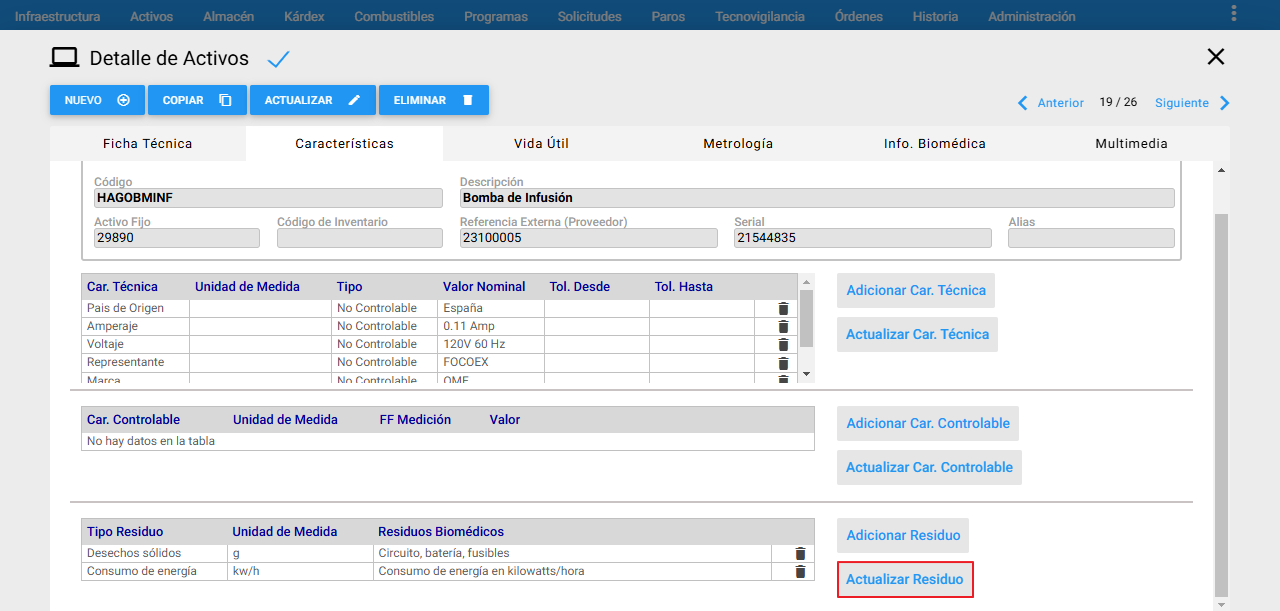 Infraestructura Activos Almacén Kárdex Combustibles Programas Solicitudes Paros Tecnovigilancia Órdenes Historia Administración
Detalle de Activos
NUEVO COPIAR ACTUALIZAR ELIMINAR
Anterior 19 / 26 Siguiente
Ficha Técnica Características Vida Útil Metrología Info. Biomédica Multimedia
Código Descripción
HAGOBMINF Bomba de Infusión
Activo Fijo Código de Inventario Referencia Externa (Proveedor) Serial Alias
29890 23100005 21544835
Car. Técnica Unidad de Medida Tipo Valor Nominal Tol. Desde Tol. Hasta
Adicionar Car. Técnica
Pais de Origen No Controlable España
Amperaje No Controlable 0.11 Amp
Actualizar Car. Técnica
Voltaje No Controlable 120V 60 Hz
Representante No Controlable FOCOEX
Marca No Controlable OMF
Car. Controlable Unidad de Medida FF Medición Valor
Adicionar Car. Controlable
No hay datos en la tabla
Actualizar Car. Controlable
Tipo Residuo Unidad de Medida Residuos Biomédicos
Adicionar Residuo
Desechos sólidos g Circuito, batería, fusibles
Consumo de energía kw/h Consumo de energía en kilowatts/hora
Actualizar Residuo